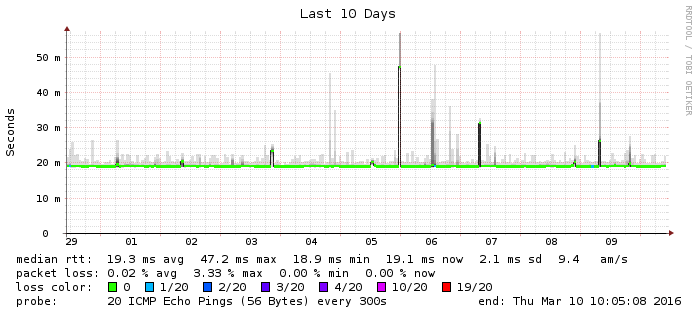 Last 10 Days
RRDTOOL / TOBI OETIKER
Seconds
50 m
40 m
30 m
20 m
10 m
0
29 01 02 03 04 05 06 07 08 09
median rtt: 19.3 ms avg 47.2 ms max 18.9 ms min 19.1 ms now 2.1 ms sd 9.4 am/s
packet loss: 0.02 % avg 3.33 % max 0.00 % min 0.00 % now
loss color: 0 1/20 2/20 3/20 4/20 10/20 19/20
probe: 20 ICMP Echo Pings (56 Bytes) every 300s end: Thu Mar 10 10:05:08 2016